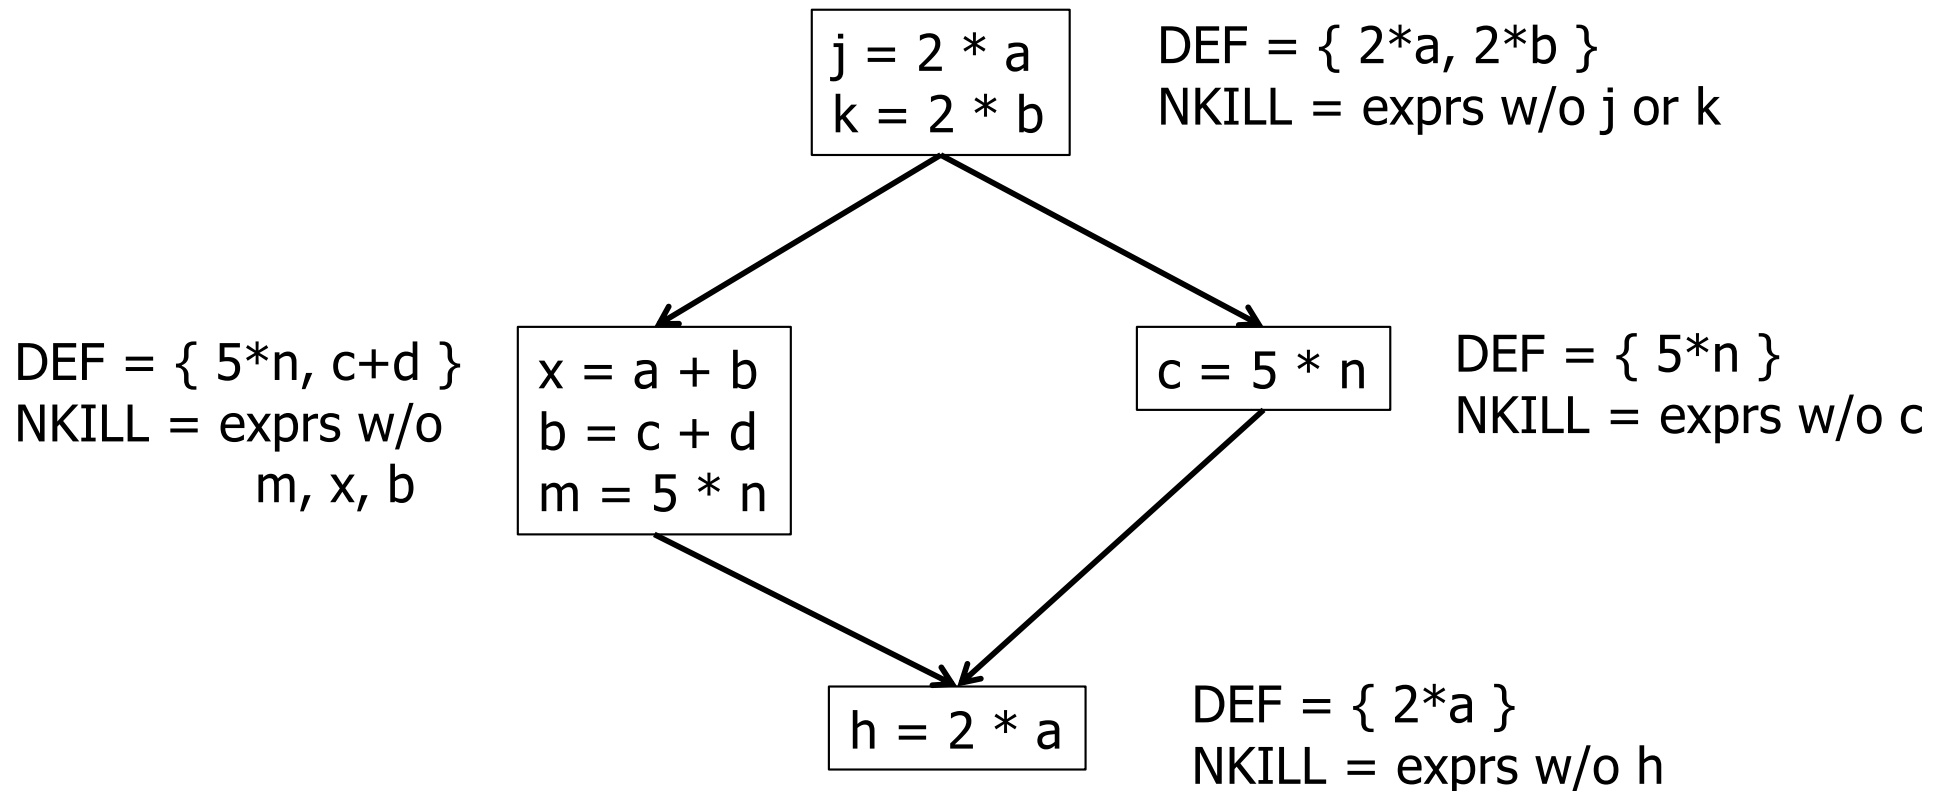 j = 2 * a
k = 2 * b
DEF = { 2*a, 2*b }
NKILL = exprs w/o j or k
DEF = { 5*n, c+d }
NKILL = exprs w/o
m, x, b
x = a + b
b = c + d
m = 5 * n
c = 5 * n
DEF = { 5*n }
NKILL = exprs w/o c
h = 2 * a
DEF = { 2*a }
NKILL = exprs w/o h